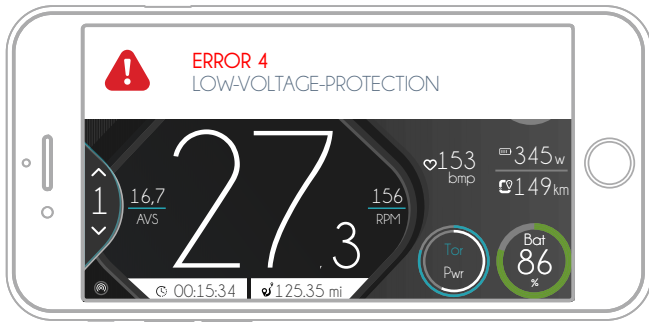 ERROR 4
LOW-VOLTAGE-PROTECTION
27.3
1
16,7
AVS
156
RPM
153
bmp
345w
149km
Tor
Pwr
Bat
86
%
00:15:34
125.35 mi